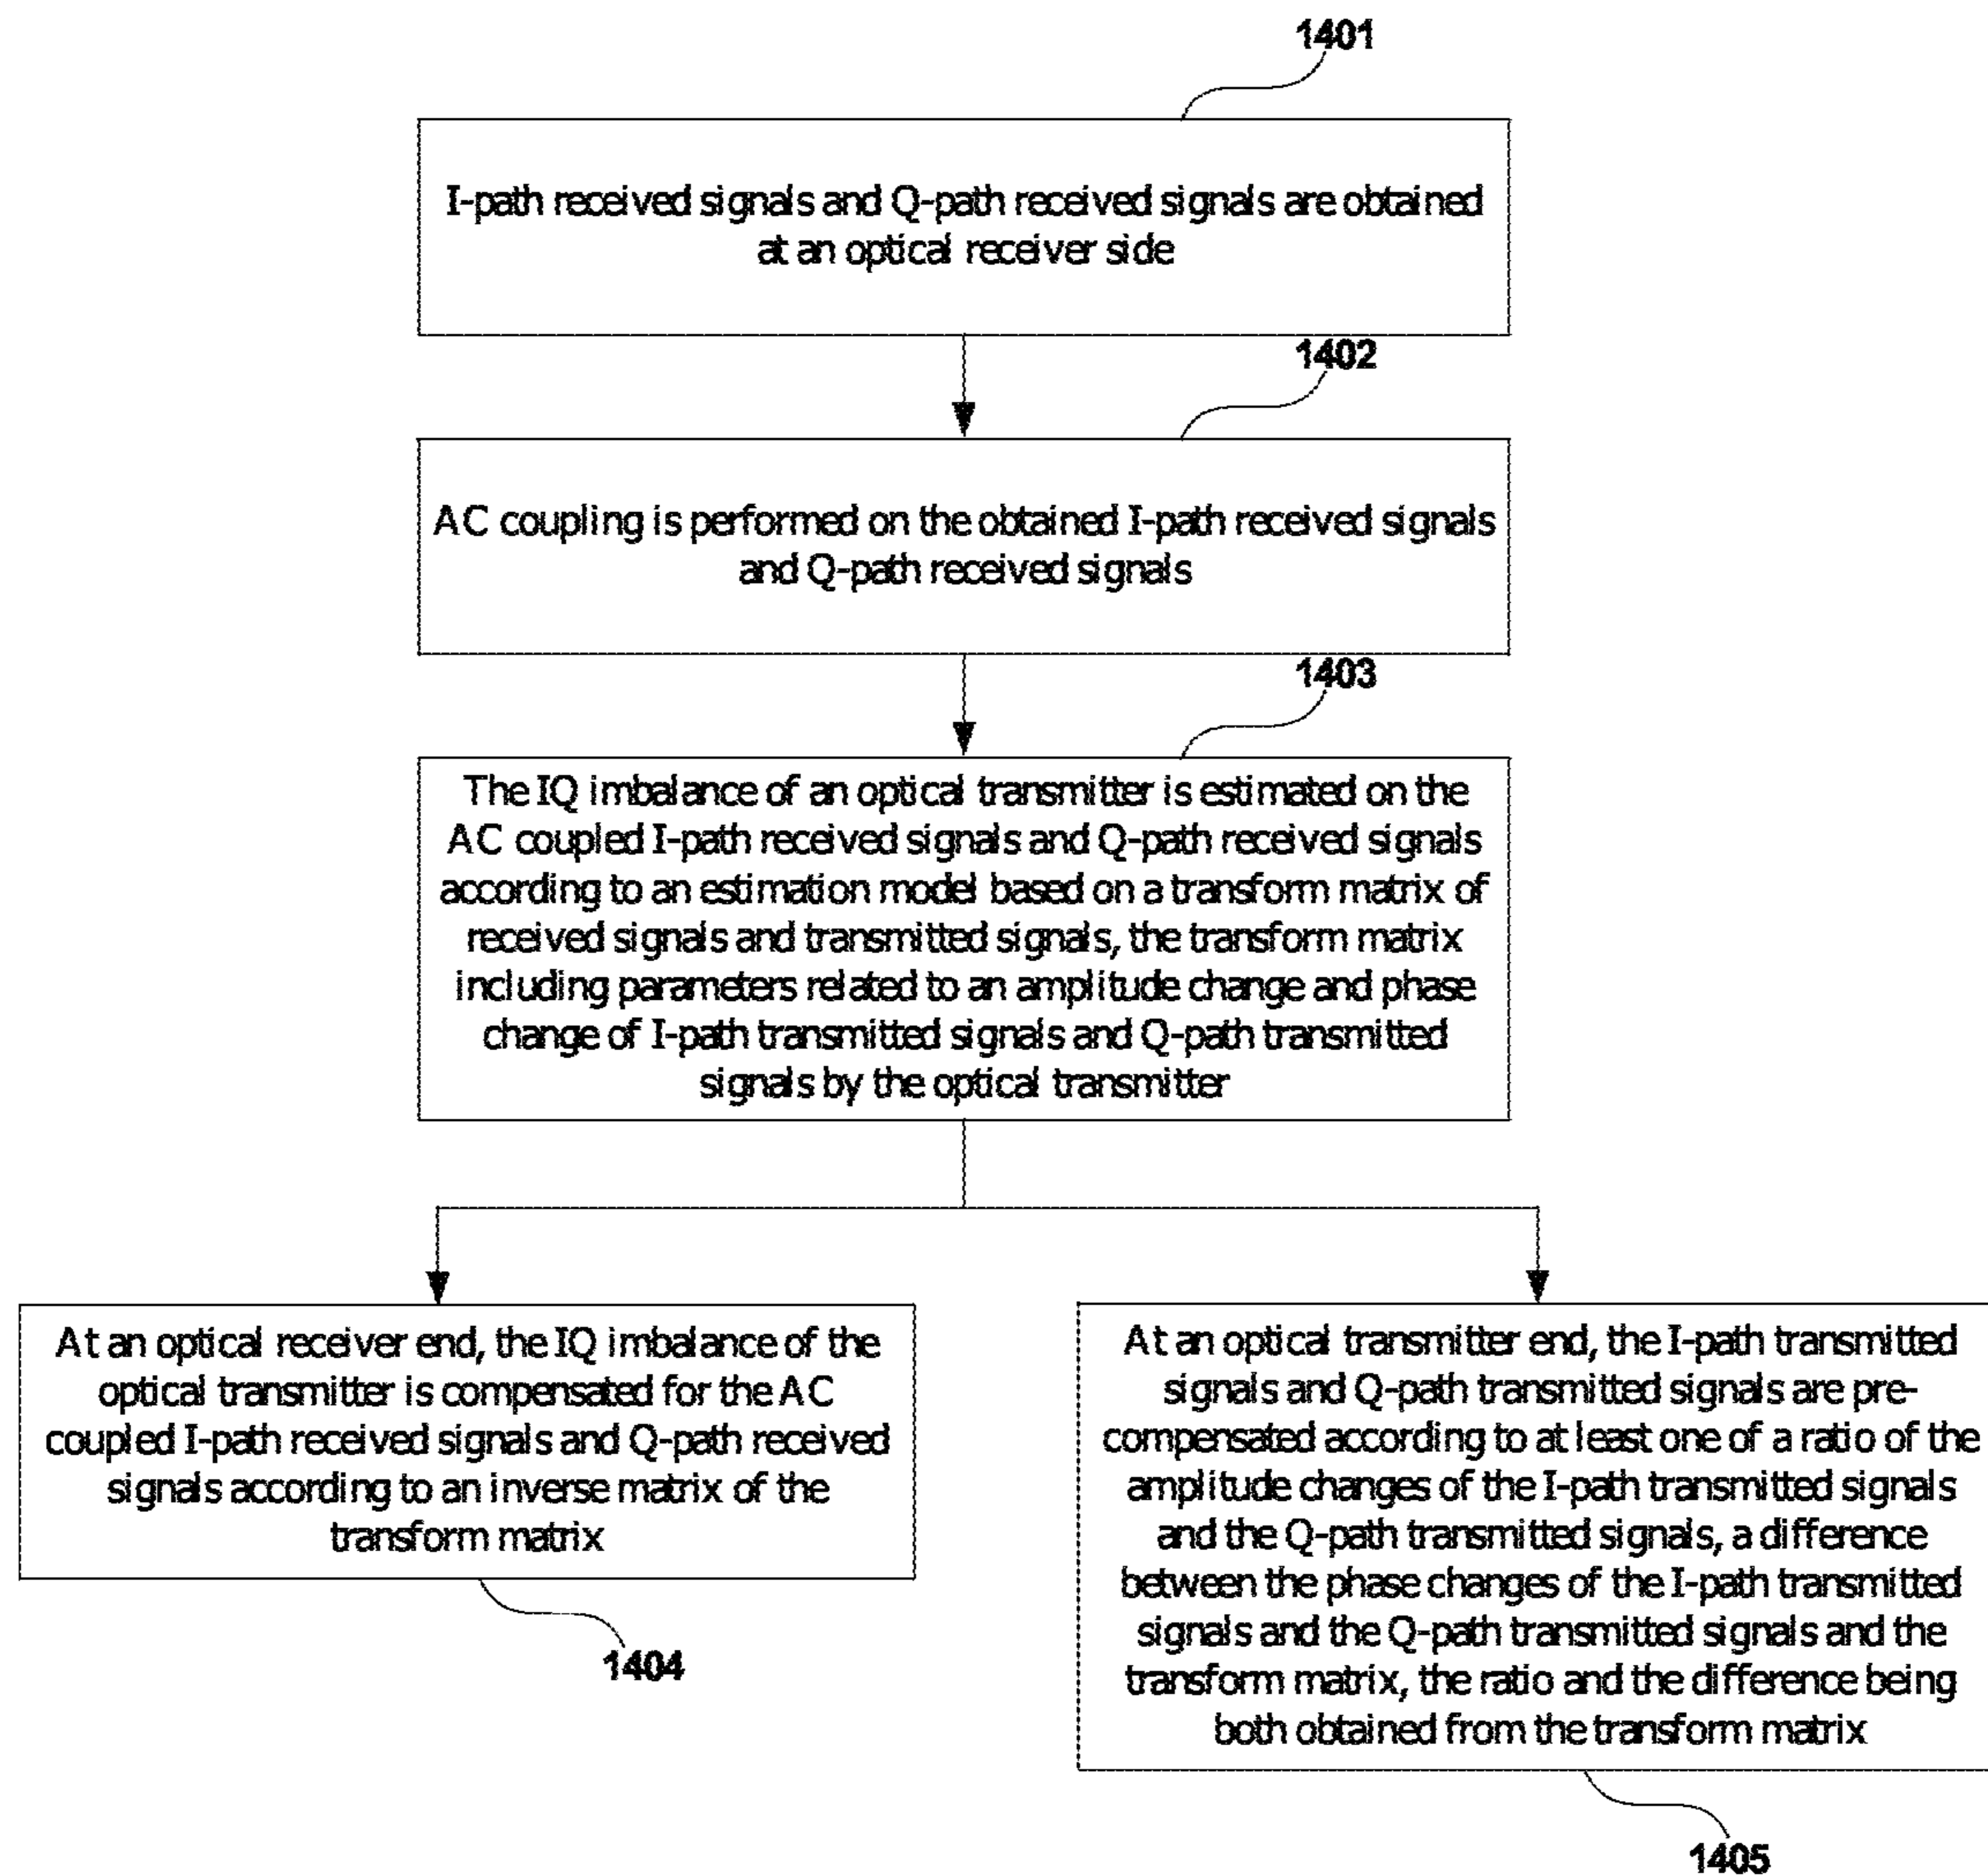 1401
I-path received signals and Q-path received signals are obtained
at an optical receiver side
1402
AC coupling is performed on the obtained I-path received signals
and Q-path received signals
1403
The IQ imbalance of an optical transmitter is estimated on the
AC coupled I-path received signals and Q-path received signals
according to an estimation model based on a transform matrix of
received signals and transmitted signals, the transform matrix
including parameters related to an amplitude change and phase
change of I-path transmitted signals and Q-path transmitted
signals by the optical transmitter
At an optical receiver end, the IQ imbalance of the
optical transmitter is compensated for the AC
coupled I-path received signals and Q-path received
signals according to an inverse matrix of the
transform matrix
1404
At an optical transmitter end, the I-path transmitted
signals and Q-path transmitted signals are pre-
compensated according to at least one of a ratio of the
amplitude changes of the I-path transmitted signals
and the Q-path transmitted signals, a difference
between the phase changes of the I-path transmitted
signals and the Q-path transmitted signals and the
transform matrix, the ratio and the difference being
both obtained from the transform matrix
1405